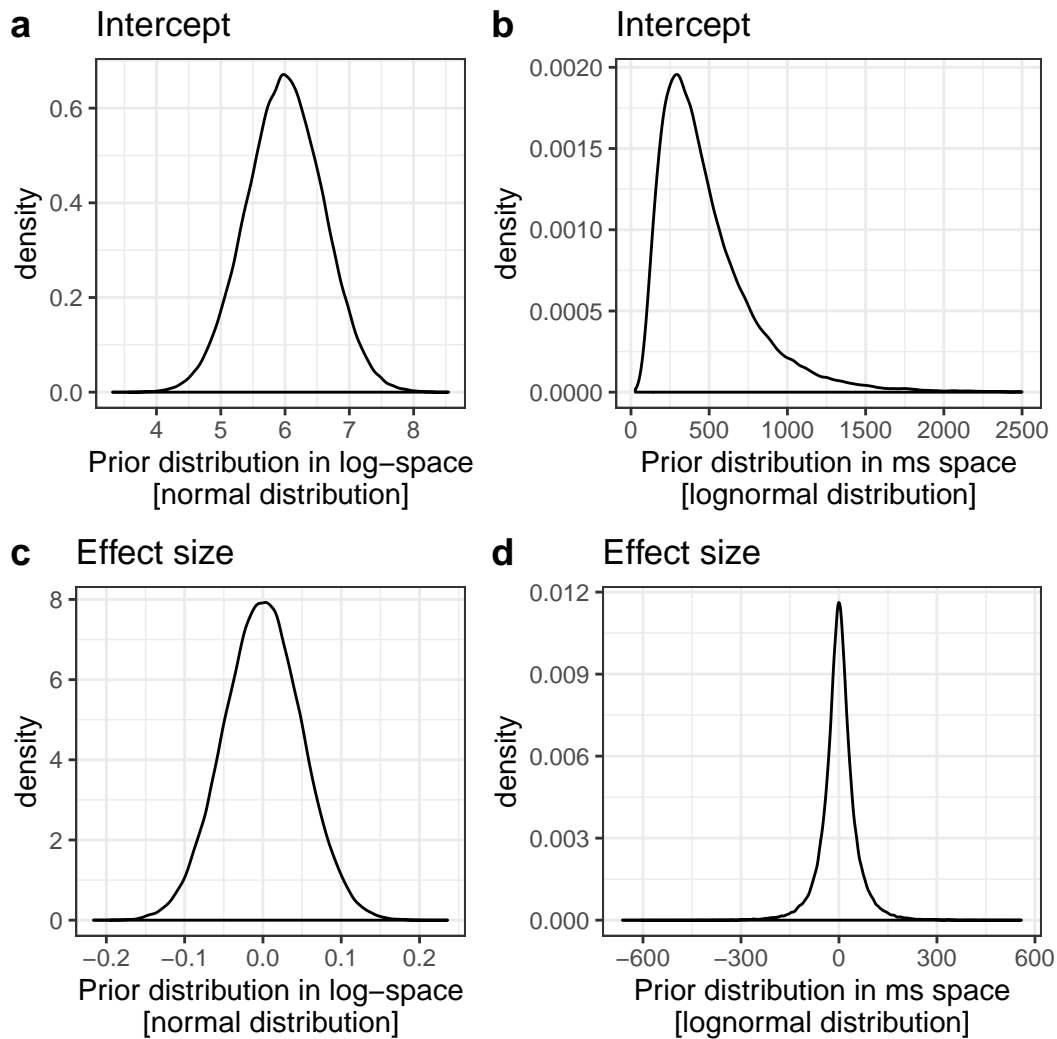 a Intercept
0.6
0.4
0.2
0.0
density
4 5 6 7 8
Prior distribution in log−space
[normal distribution]
b Intercept
0.0020
0.0015
0.0010
0.0005
0.0000
density
0 500 1000 1500 2000 2500
Prior distribution in ms space
[lognormal distribution]
c Effect size
8
6
4
2
0
density
−0.2 −0.1 0.0 0.1 0.2
Prior distribution in log−space
[normal distribution]
d Effect size
0.012
0.009
0.006
0.003
0.000
density
−600 −300 0 300 600
Prior distribution in ms space
[lognormal distribution]